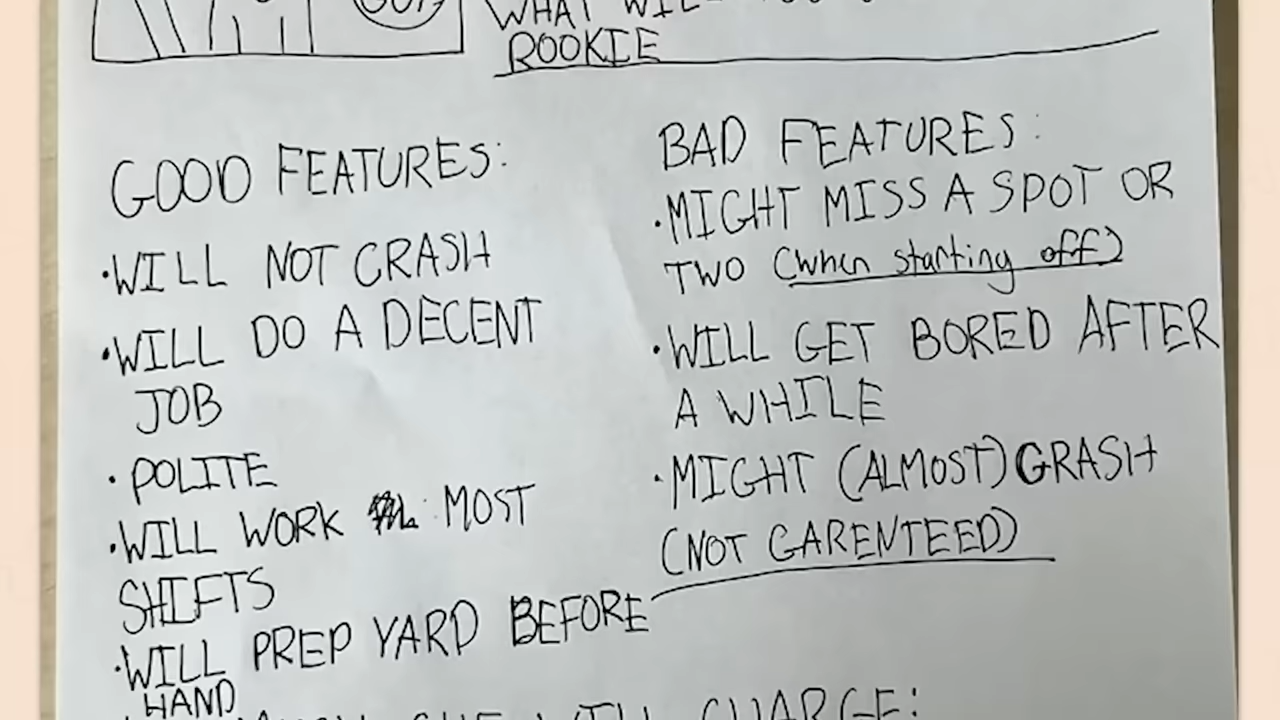 ROOKIE
GOOD FEATURES:
·WILL NOT CRASH
·WILL DO A DECENT
JOB
·POLITE
·WILL WORK MOST
SHIFTS
·WILL PREP YARD BEFORE
HAND
BAD FEATURES:
·MIGHT MISS A SPOT OR
TWO (when starting off)
·WILL GET BORED AFTER
A WHILE
·MIGHT (ALMOST) CRASH
(NOT GARENTEED)
WILL CHARGE: